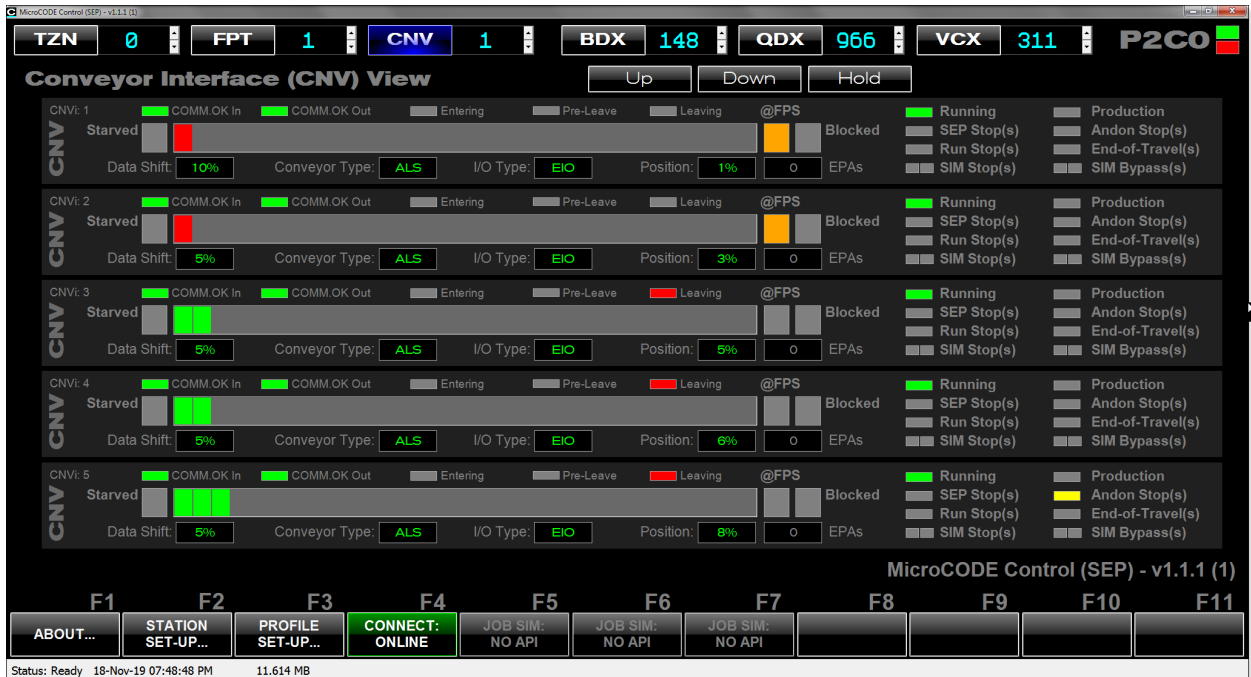 MicroCODE Control (SEP) - v1.1.1 (1)
TZN 0 FPT 1 CNV 1 BDX 148 QDX 966 VCX 311 P2C0
Conveyor Interface (CNV) View Up Down Hold
CNVi: 1 COMM.OK In COMM.OK Out Entering Pre-Leave Leaving @FPS Running Production
CNV Starved Blocked SEP Stop(s) Andon Stop(s)
Run Stop(s) End-of-Travel(s)
Data Shift: 10% Conveyor Type: ALS I/O Type: EIO Position: 1% 0 EPAs SIM Stop(s) SIM Bypass(s)
CNVi: 2 COMM.OK In COMM.OK Out Entering Pre-Leave Leaving @FPS Running Production
CNV Starved Blocked SEP Stop(s) Andon Stop(s)
Run Stop(s) End-of-Travel(s)
Data Shift: 5% Conveyor Type: ALS I/O Type: EIO Position: 3% 0 EPAs SIM Stop(s) SIM Bypass(s)
CNVi: 3 COMM.OK In COMM.OK Out Entering Pre-Leave Leaving @FPS Running Production
CNV Starved Blocked SEP Stop(s) Andon Stop(s)
Run Stop(s) End-of-Travel(s)
Data Shift: 5% Conveyor Type: ALS I/O Type: EIO Position: 5% 0 EPAs SIM Stop(s) SIM Bypass(s)
CNVi: 4 COMM.OK In COMM.OK Out Entering Pre-Leave Leaving @FPS Running Production
CNV Starved Blocked SEP Stop(s) Andon Stop(s)
Run Stop(s) End-of-Travel(s)
Data Shift: 5% Conveyor Type: ALS I/O Type: EIO Position: 6% 0 EPAs SIM Stop(s) SIM Bypass(s)
CNVi: 5 COMM.OK In COMM.OK Out Entering Pre-Leave Leaving @FPS Running Production
CNV Starved Blocked SEP Stop(s) Andon Stop(s)
Run Stop(s) End-of-Travel(s)
Data Shift: 5% Conveyor Type: ALS I/O Type: EIO Position: 8% 0 EPAs SIM Stop(s) SIM Bypass(s)
MicroCODE Control (SEP) - v1.1.1 (1)
F1 F2 F3 F4 F5 F6 F7 F8 F9 F10 F11
ABOUT... STATION SET-UP... PROFILE SET-UP... CONNECT: ONLINE JOB SIM: NO API JOB SIM: NO API JOB SIM: NO API
Status: Ready 18-Nov-19 07:48:48 PM 11.614 MB